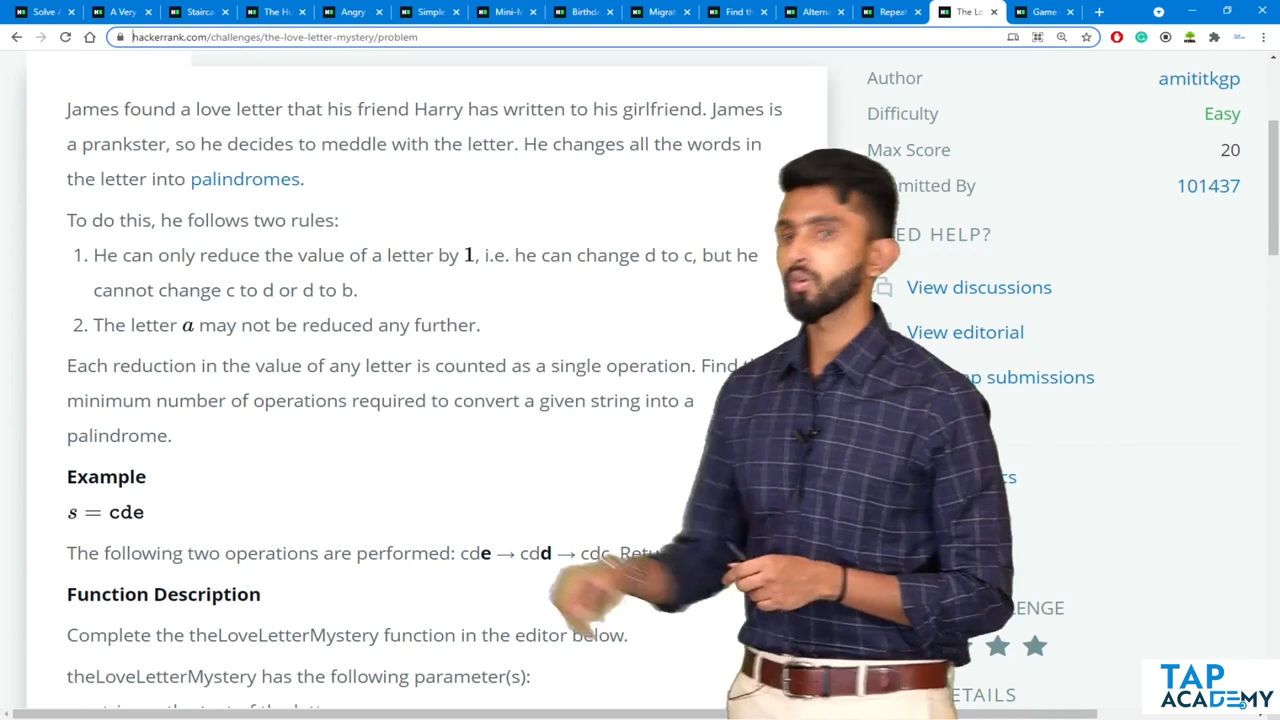 Solve A
A Very
Stairca
The Hu
Angry
Simple
Mini-M
Birthda
Migrat
Find th
Altern
Repeat
The Lo
Game
hackerrank.com/challenges/the-love-letter-mystery/problem
James found a love letter that his friend Harry has written to his girlfriend. James is
a prankster, so he decides to meddle with the letter. He changes all the words in
the letter into palindromes.
To do this, he follows two rules:
1. He can only reduce the value of a letter by 1, i.e. he can change d to c, but he
cannot change c to d or d to b.
2. The letter a may not be reduced any further.
Each reduction in the value of any letter is counted as a single operation. Find
minimum number of operations required to convert a given string into a
palindrome.
Example
s = cde
The following two operations are performed: cde → cdd → cdc.
Function Description
Complete the theLoveLetterMystery function in the editor below.
theLoveLetterMystery has the following parameter(s):
Author amititkgp
Difficulty Easy
Max Score 20
mitted By 101437
ED HELP?
View discussions
View editorial
p submissions
cs
LENGE
ETAILS
TAP
ACADEMY